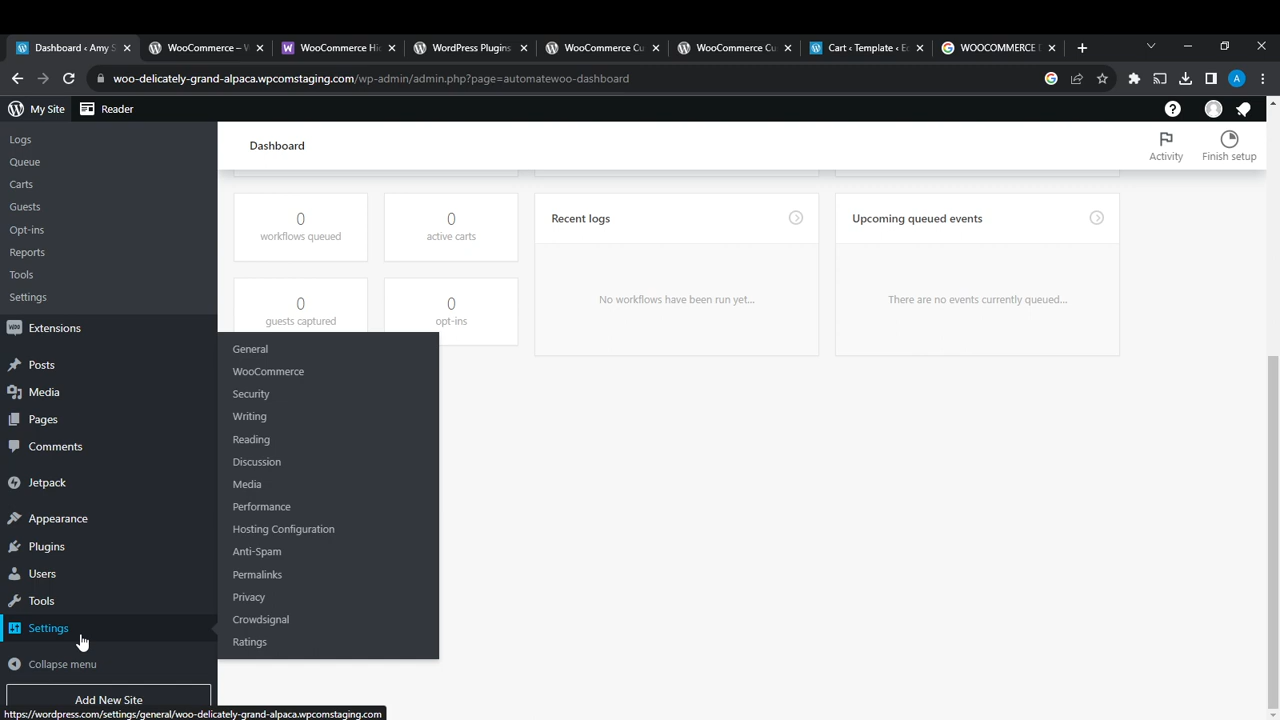 Dashboard ‹ Amy S
WooCommerce – W
WooCommerce Hi
WordPress Plugins
WooCommerce Cu
WooCommerce Cu
Cart ‹ Template ‹ E
WOOCOMMERCE D
woo-delicately-grand-alpaca.wpcomstaging.com/wp-admin/admin.php?page=automatewoo-dashboard
A
My Site
Reader
Logs
Queue
Carts
Guests
Opt-ins
Reports
Tools
Settings
Extensions
Posts
Media
Pages
Comments
Jetpack
Appearance
Plugins
Users
Tools
Settings
Collapse menu
Add New Site
https://wordpress.com/settings/general/woo-delicately-grand-alpaca.wpcomstaging.com
General
WooCommerce
Security
Writing
Reading
Discussion
Media
Performance
Hosting Configuration
Anti-Spam
Permalinks
Privacy
Crowdsignal
Ratings
Dashboard
Activity
Finish setup
0
workflows queued
0
active carts
0
guests captured
0
opt-ins
Recent logs
No workflows have been run yet...
Upcoming queued events
There are no events currently queued...